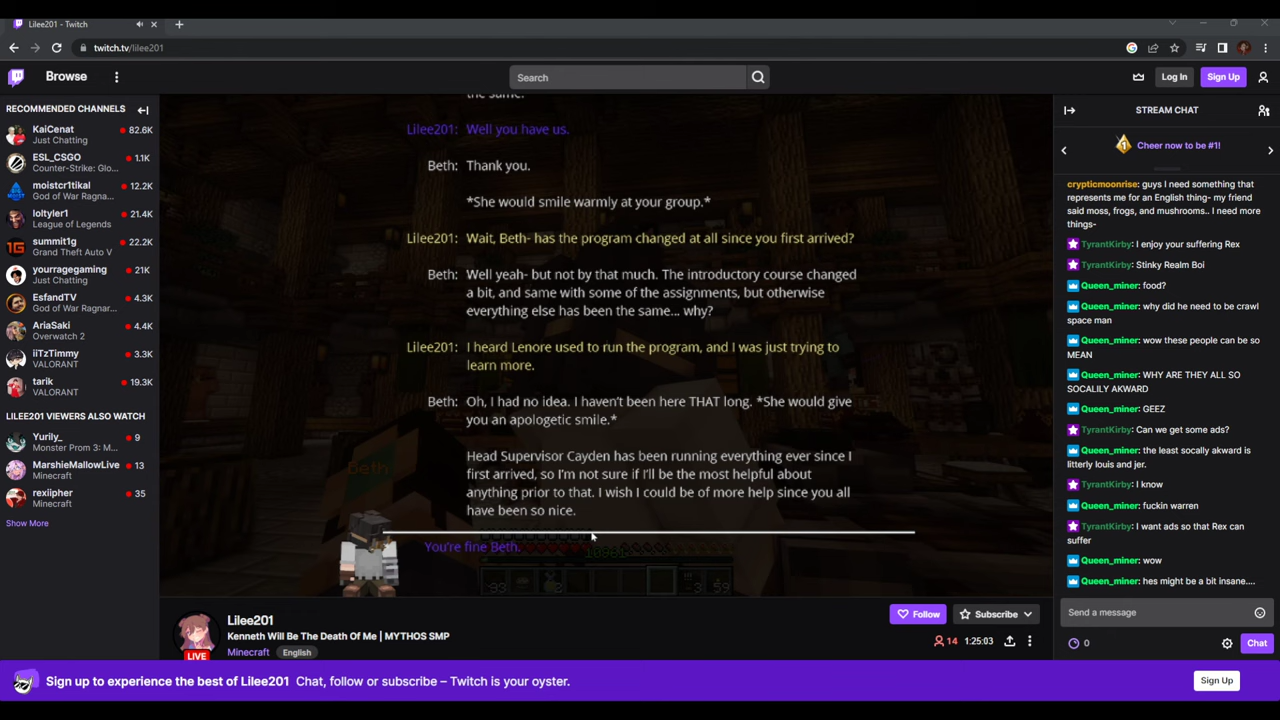 Lilee201 - Twitch
twitch.tv/lilee201
Browse
Search
Log In
Sign Up
RECOMMENDED CHANNELS
KaiCenat
82.6K
Just Chatting
ESL_CSGO
1.1K
Counter-Strike: Glo...
moistcr1tikal
12.2K
God of War Ragna...
loltyler1
21.4K
League of Legends
summit1g
22.2K
Grand Theft Auto V
yourragegaming
21K
Just Chatting
EsfandTV
4.3K
God of War Ragnar...
AriaSaki
4.4K
Overwatch 2
iiTzTimmy
3.3K
VALORANT
tarik
19.3K
VALORANT
LILEE201 VIEWERS ALSO WATCH
Yurily_
9
Monster Prom 3: M...
MarshieMallowLive
13
Minecraft
rexiipher
35
Minecraft
Show More
the same.
Lilee201: Well you have us.
Beth: Thank you.
*She would smile warmly at your group.*
Lilee201: Wait, Beth- has the program changed at all since you first arrived?
Beth: Well yeah- but not by that much. The introductory course changed
a bit, and same with some of the assignments, but otherwise
everything else has been the same... why?
Lilee201: I heard Lenore used to run the program, and I was just trying to
learn more.
Beth: Oh, I had no idea. I haven't been here THAT long. *She would give
you an apologetic smile.*
Head Supervisor Cayden has been running everything ever since I
first arrived, so I'm not sure if I'll be the most helpful about
anything prior to that. I wish I could be of more help since you all
have been so nice.
Beth
You're fine Beth.
33
2
3
59
Lilee201
Kenneth Will Be The Death Of Me | MYTHOS SMP
Minecraft
English
LIVE
Follow
Subscribe
14
1:25:03
STREAM CHAT
1
Cheer now to be #1!
crypticmoonrise: guys I need something that
represents me for an English thing- my friend
said moss, frogs, and mushrooms.. I need more
things-
TyrantKirby: I enjoy your suffering Rex
TyrantKirby: Stinky Realm Boi
Queen_miner: food?
Queen_miner: why did he need to be crawl
space man
Queen_miner: wow these people can be so
MEAN
Queen_miner: WHY ARE THEY ALL SO
SOCALILY AKWARD
Queen_miner: GEEZ
TyrantKirby: Can we get some ads?
Queen_miner: the least socally akward is
litterly louis and jer.
TyrantKirby: I know
Queen_miner: fuckin warren
TyrantKirby: I want ads so that Rex can
suffer
Queen_miner: wow
Queen_miner: hes might be a bit insane....
Send a message
0
Chat
Sign up to experience the best of Lilee201 Chat, follow or subscribe – Twitch is your oyster.
Sign Up